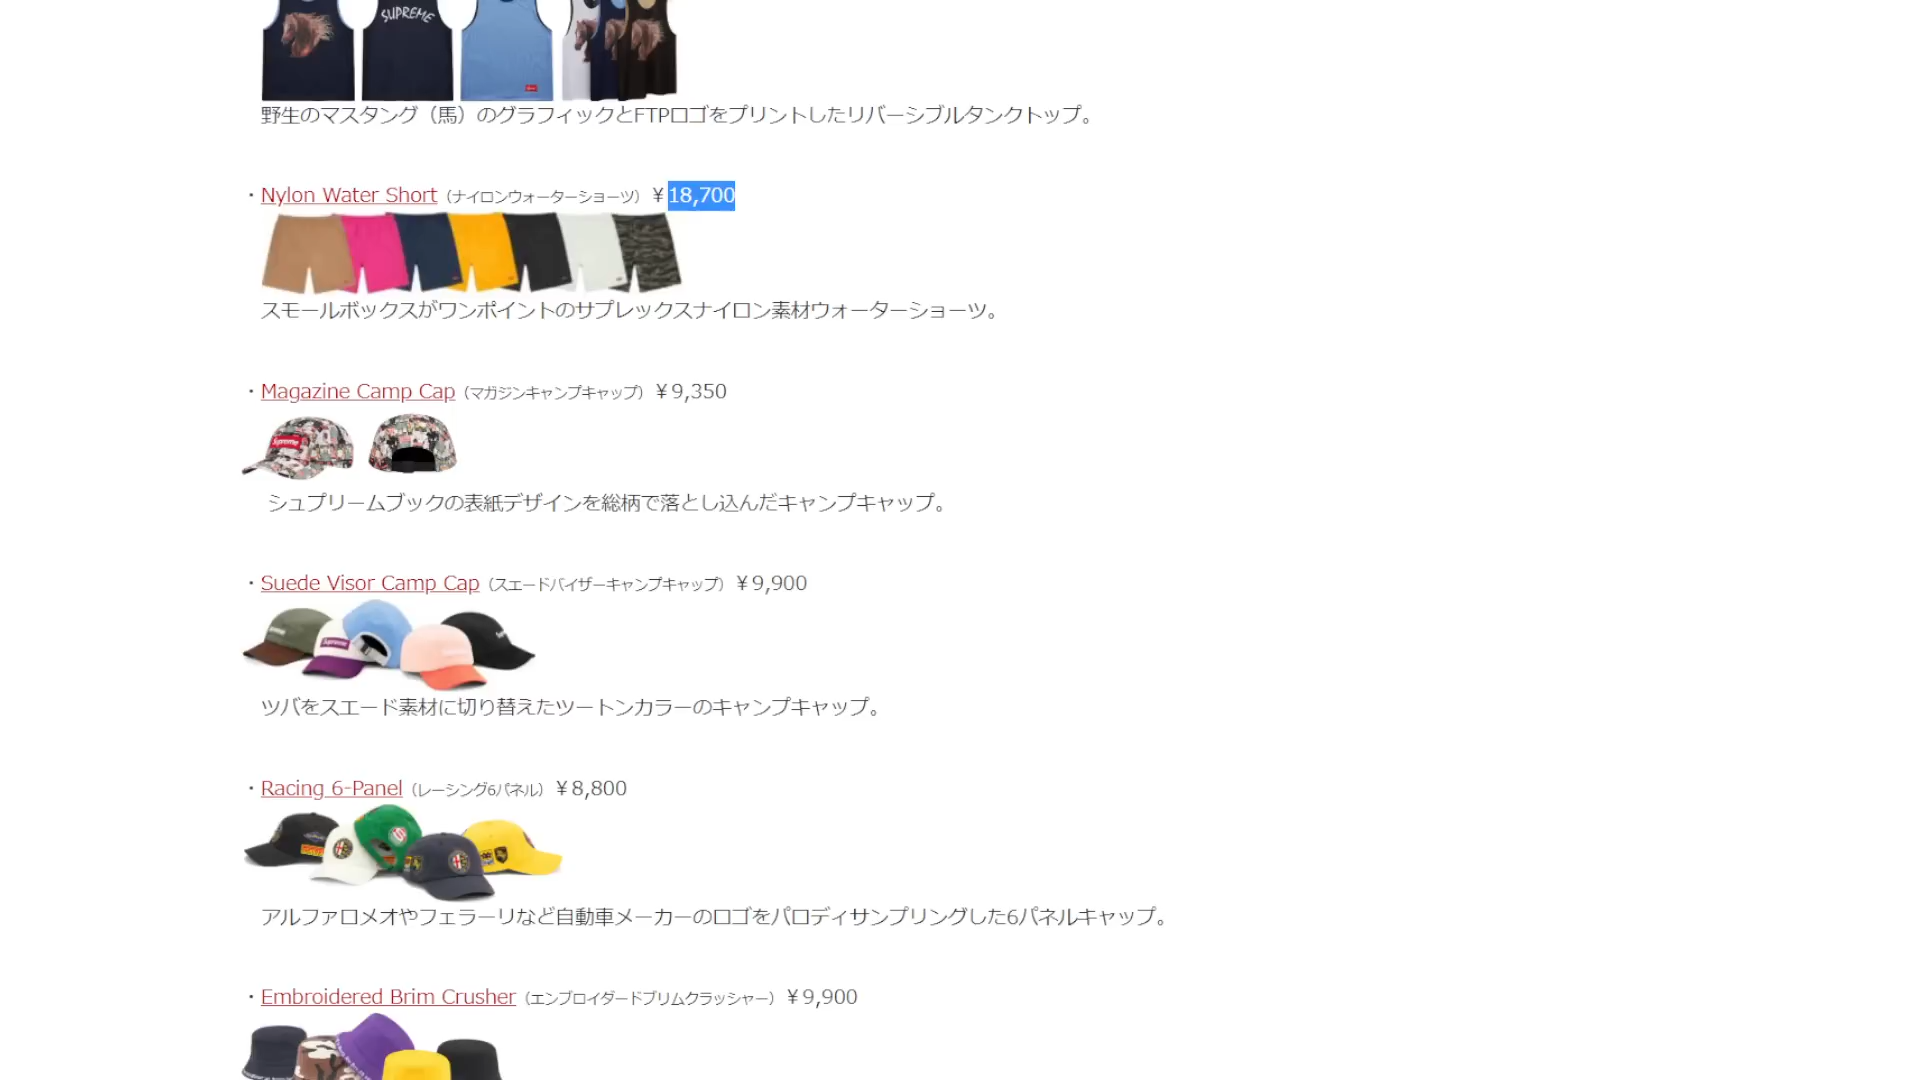 SUPREME
野生のマスタング（馬）のグラフィックとFTPロゴをプリントしたリバーシブルタンクトップ。
・Nylon Water Short（ナイロンウォーターショーツ）￥18,700
スモールボックスがワンポイントのサプレックスナイロン素材ウォーターショーツ。
・Magazine Camp Cap（マガジンキャンプキャップ）￥9,350
Supreme
シュプリームブックの表紙デザインを総柄で落とし込んだキャンプキャップ。
・Suede Visor Camp Cap（スエードバイザーキャンプキャップ）￥9,900
Supreme
ツバをスエード素材に切り替えたツートンカラーのキャンプキャップ。
・Racing 6-Panel（レーシング6パネル）￥8,800
アルファロメオやフェラーリなど自動車メーカーのロゴをパロディサンプリングした6パネルキャップ。
・Embroidered Brim Crusher（エンブロイダードブリムクラッシャー）￥9,900